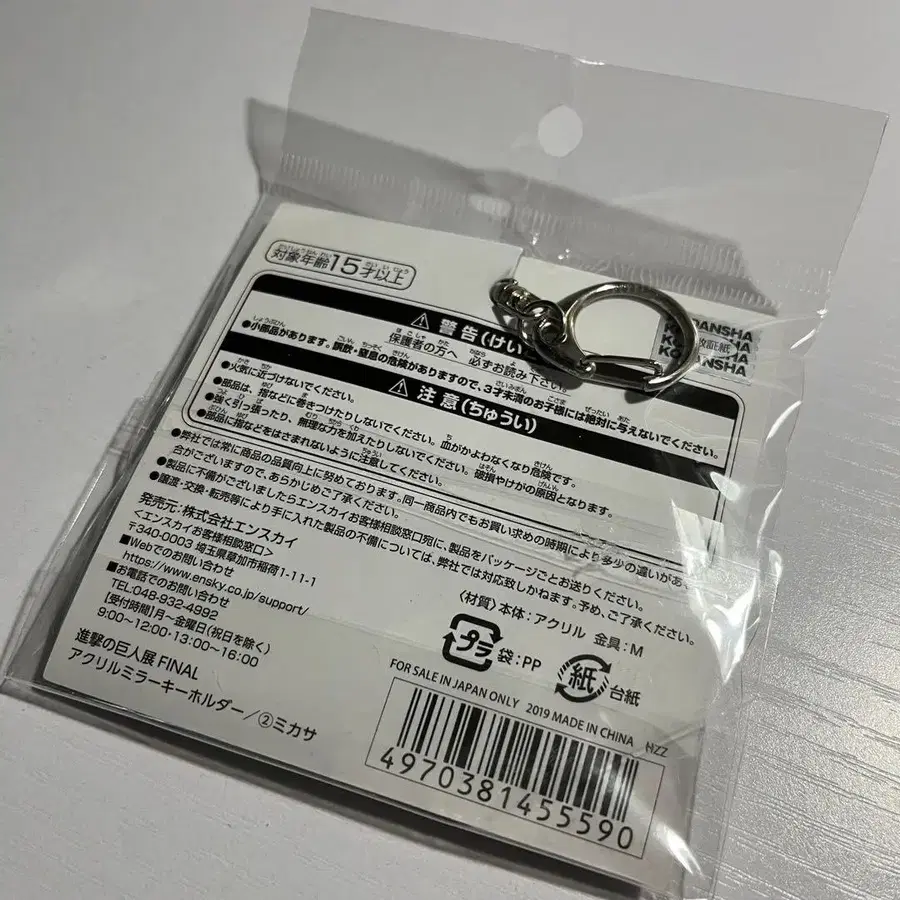 対象年齢15才以上
KODANSHA
許証紙
KODANSHA
⚠ 警告(けい
保護者の方へ 必ずお読み下さい。
●小部品があります。誤飲・窒息の危険がありますので、3才未満のお子様には絶対に与えないでください。
⚠ 注意(ちゅうい)
●火気に近づけないでください。
●部品は、指などに巻きつけたりしないでください。血がかよわなくなり危険です。
●強く引っ張ったり、無理な力を加えたりしないでください。破損やけがの原因となります。
●部品に指などをはさまれないように注意してください。
●弊社では常に商品の品質向上に努めております。同一商品内でもお買い求めの時期により多少の違いがある場
合がございますので、あらかじめご了承ください。
●製品に不備がございましたらエンスカイお客様相談窓口宛に、製品をパッケージごとお送りください。
●譲渡・交換・転売等により手に入れた製品の不備については、弊社では対応致しかねます。予め、ご了承ください。
発売元：株式会社エンスカイ
<エンスカイお客様相談窓口>
〒340-0003 埼玉県草加市稲荷1-11-1
■Webでのお問い合わせ
https://www.ensky.co.jp/support/
■お電話でのお問い合わせ
TEL:048-932-4992
[受付時間]月〜金曜日(祝日を除く)
9:00〜12:00・13:00〜16:00
〈材質〉本体：アクリル 金具：M
プラ 袋：PP
紙 台紙
進撃の巨人展 FINAL
アクリルミラーキーホルダー/②ミカサ
FOR SALE IN JAPAN ONLY 2019 MADE IN CHINA NZZ
4970381455590